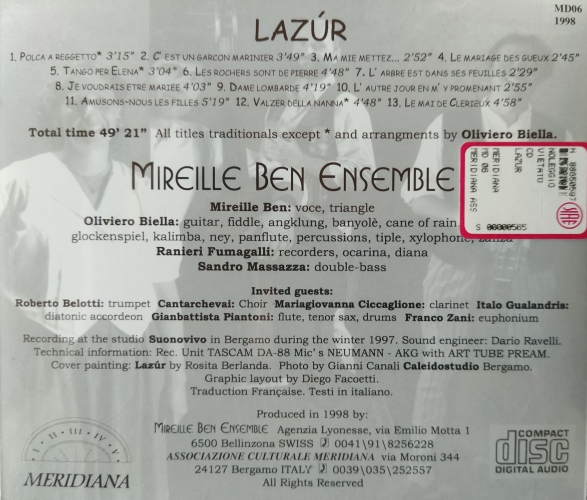 MD06
1998
LAZÚR
1. POLCA A REGGETTO* 3'15" 2. C' EST UN GARCON MARINIER 3'49" 3. MA MIE METTEZ... 2'52" 4. LE MARIAGE DES GUEUX 2'45"
5. TANGO PER ELENA* 3'04" 6. LES ROCHERS SONT DE PIERRE 4'48" 7. L' ARBRE EST DANS SES FEUILLES 2'29"
8. JE VOUDRAIS ETRE MARIEE 4'03" 9. DAME LOMBARDE 4'19" 10. L' AUTRE JOUR EN M' Y PROMENANT 2'55"
11. AMUSONS-NOUS LES FILLES 5'19" 12. VALZER DELLA NANNA* 4'48" 13. LE MAI DE CLERIEUX 4'58"
Total time 49' 21" All titles traditionals except * and arrangments by Oliviero Biella.
MIREILLE BEN ENSEMBLE
Mireille Ben: voce, triangle
Oliviero Biella: guitar, fiddle, angklung, banyolè, cane of rain
glockenspiel, kalimba, ney, panflute, percussions, tiple, xylophone,
Ranieri Fumagalli: recorders, ocarina, diana
Sandro Massazza: double-bass
NOLEGGIO
VIETATO
CD
LAZUR
MERIDIANA
MD 06
MERIDIANA ASS
S 00000565
SIAE
Invited guests:
Roberto Belotti: trumpet Cantarchevai: Choir Mariagiovanna Ciccaglione: clarinet Italo Gualandris:
diatonic accordeon Gianbattista Piantoni: flute, tenor sax, drums Franco Zani: euphonium
Recording at the studio Suonovivo in Bergamo during the winter 1997. Sound engineer: Dario Ravelli.
Technical information: Rec. Unit TASCAM DA-88 Mic' s NEUMANN - AKG with ART TUBE PREAM.
Cover painting: Lazúr by Rosita Berlanda. Photo by Gianni Canali Caleidostudio Bergamo.
Graphic layout by Diego Facoetti.
Traduction Française. Testi in italiano.
Produced in 1998 by:
MIREILLE BEN ENSEMBLE Agenzia Lyonesse, via Emilio Motta 1
6500 Bellinzona SWISS 0041\91\8256228
ASSOCIAZIONE CULTURALE MERIDIANA via Moroni 344
24127 Bergamo ITALY 0039\035\252557
All Rights Reserved
I II III IV V
MERIDIANA
COMPACT
disc
DIGITAL AUDIO